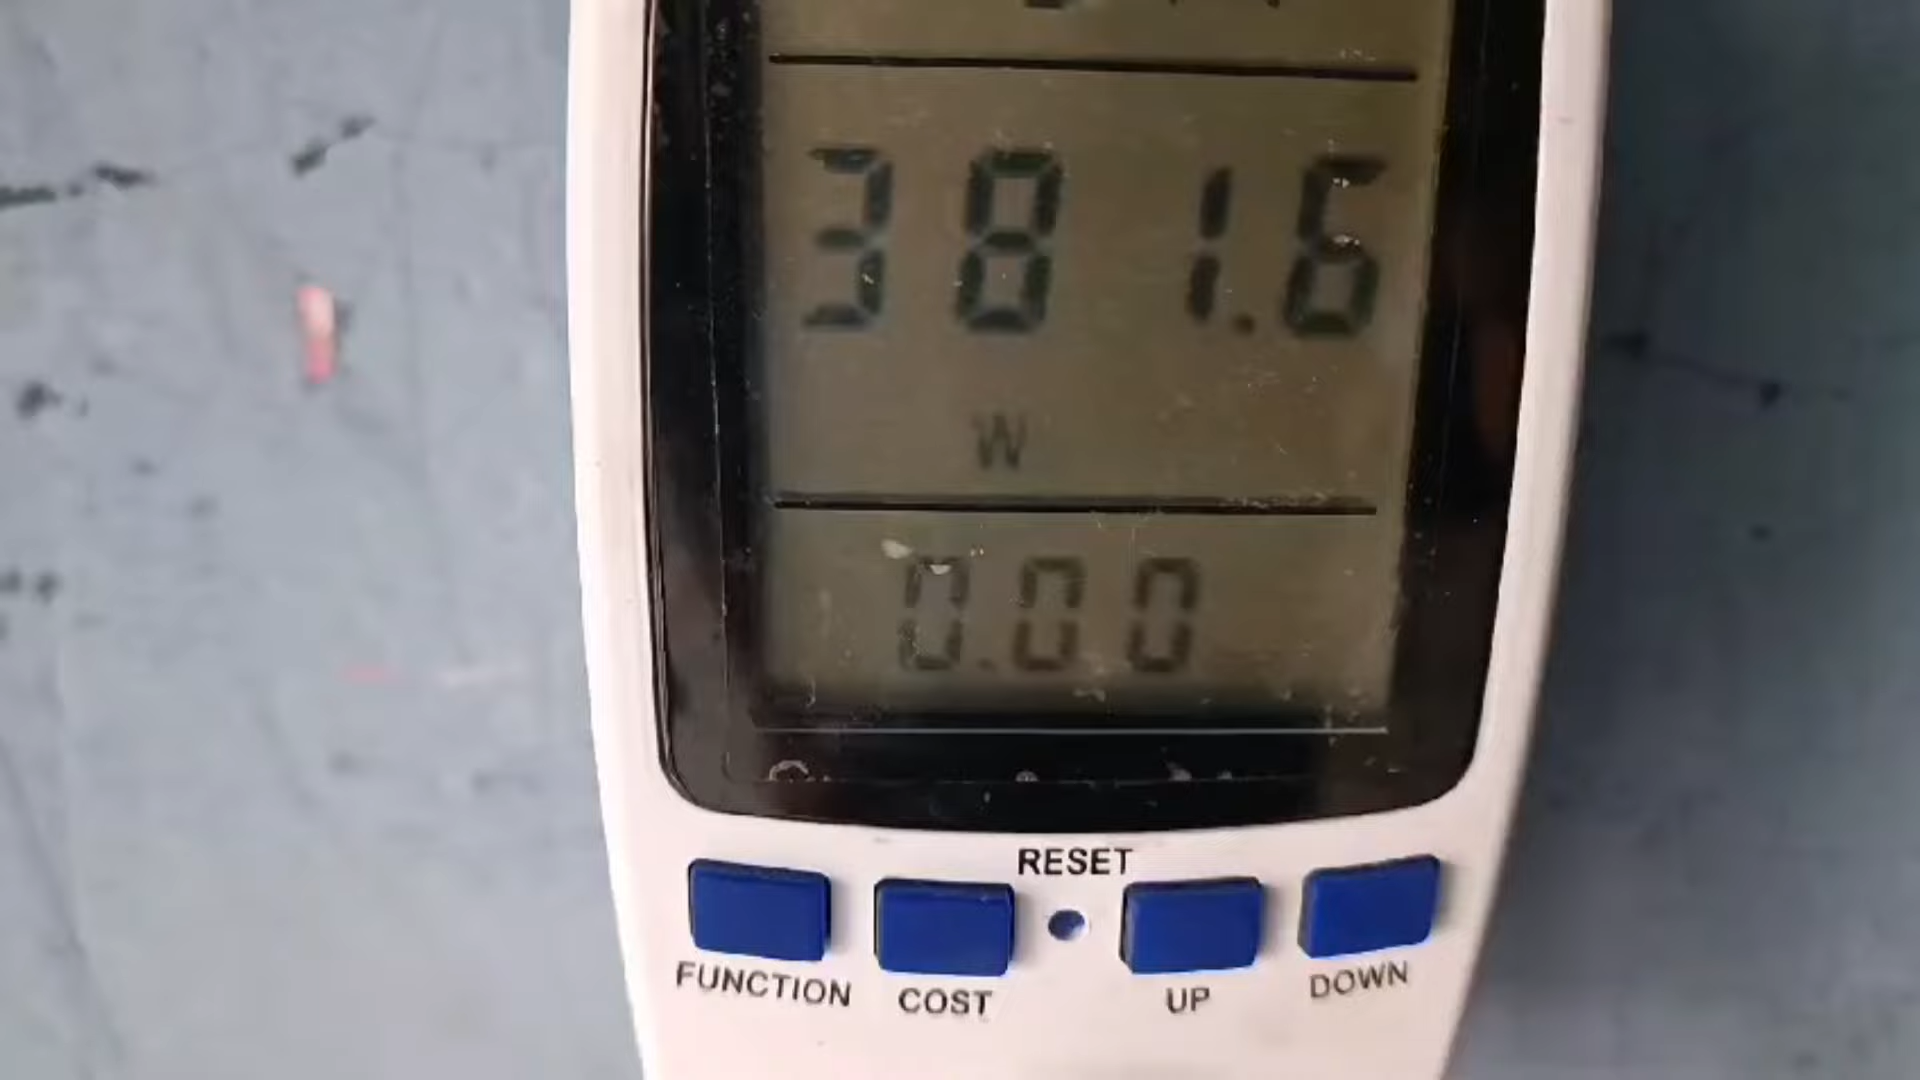 381.6
W
0.00
RESET
FUNCTION COST UP DOWN